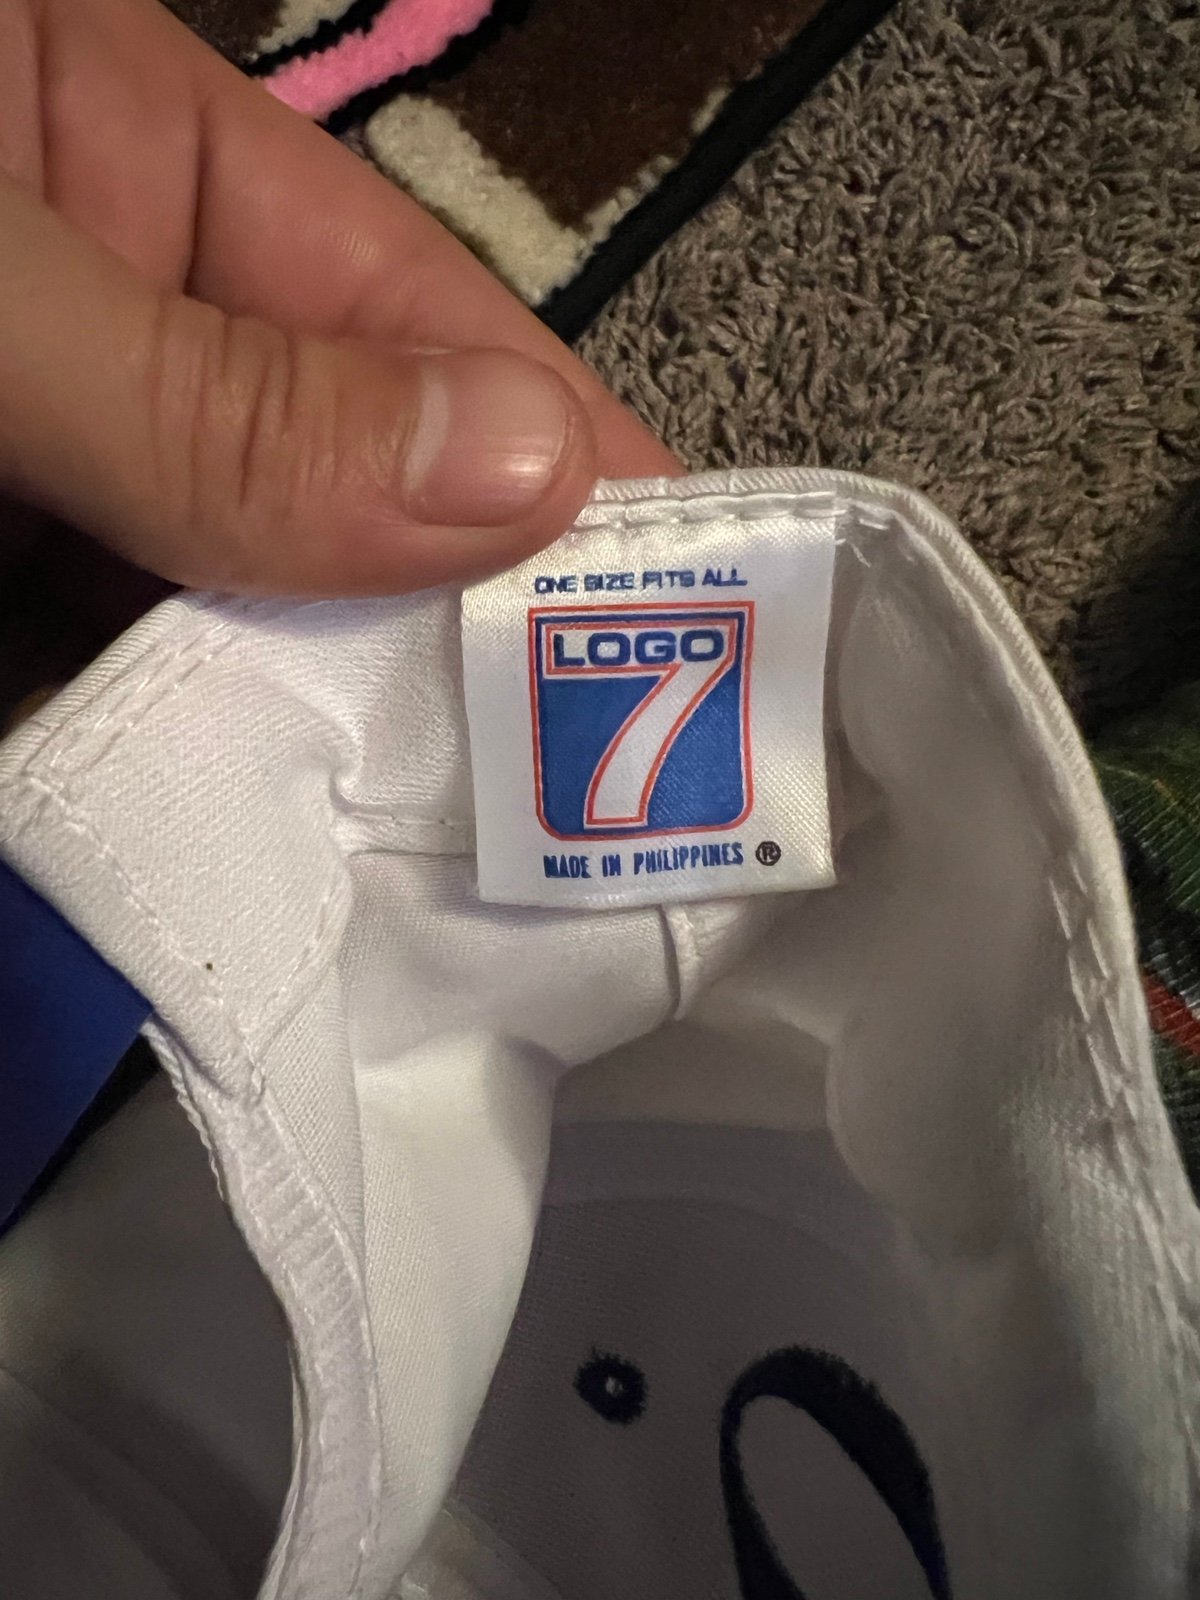 ONE SIZE FITS ALL
LOGO
7
MADE IN PHILIPPINES ®